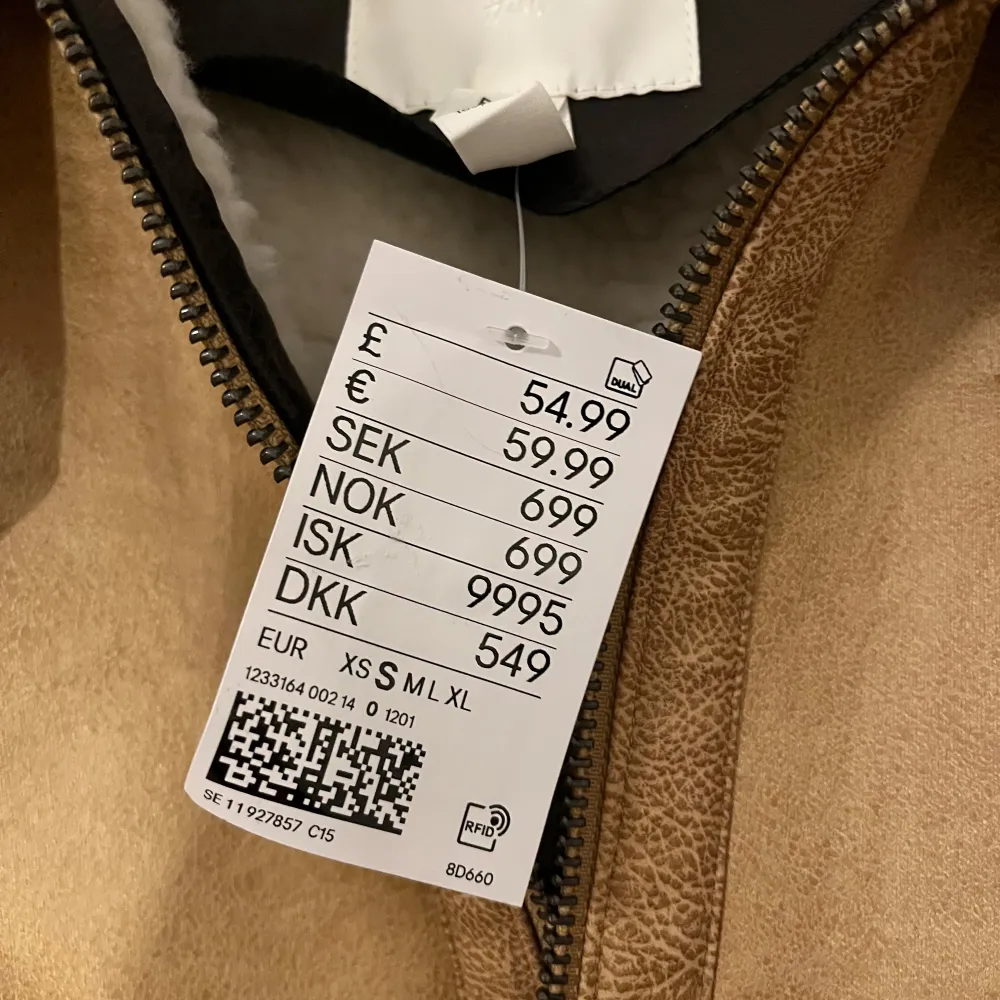 DUAL
£ 54.99
€ 59.99
SEK 699
NOK 699
ISK 9995
DKK 549
EUR XS S M L XL
1233164 002 14 0 1201
SE 11 927857 C15
RFID
8D660